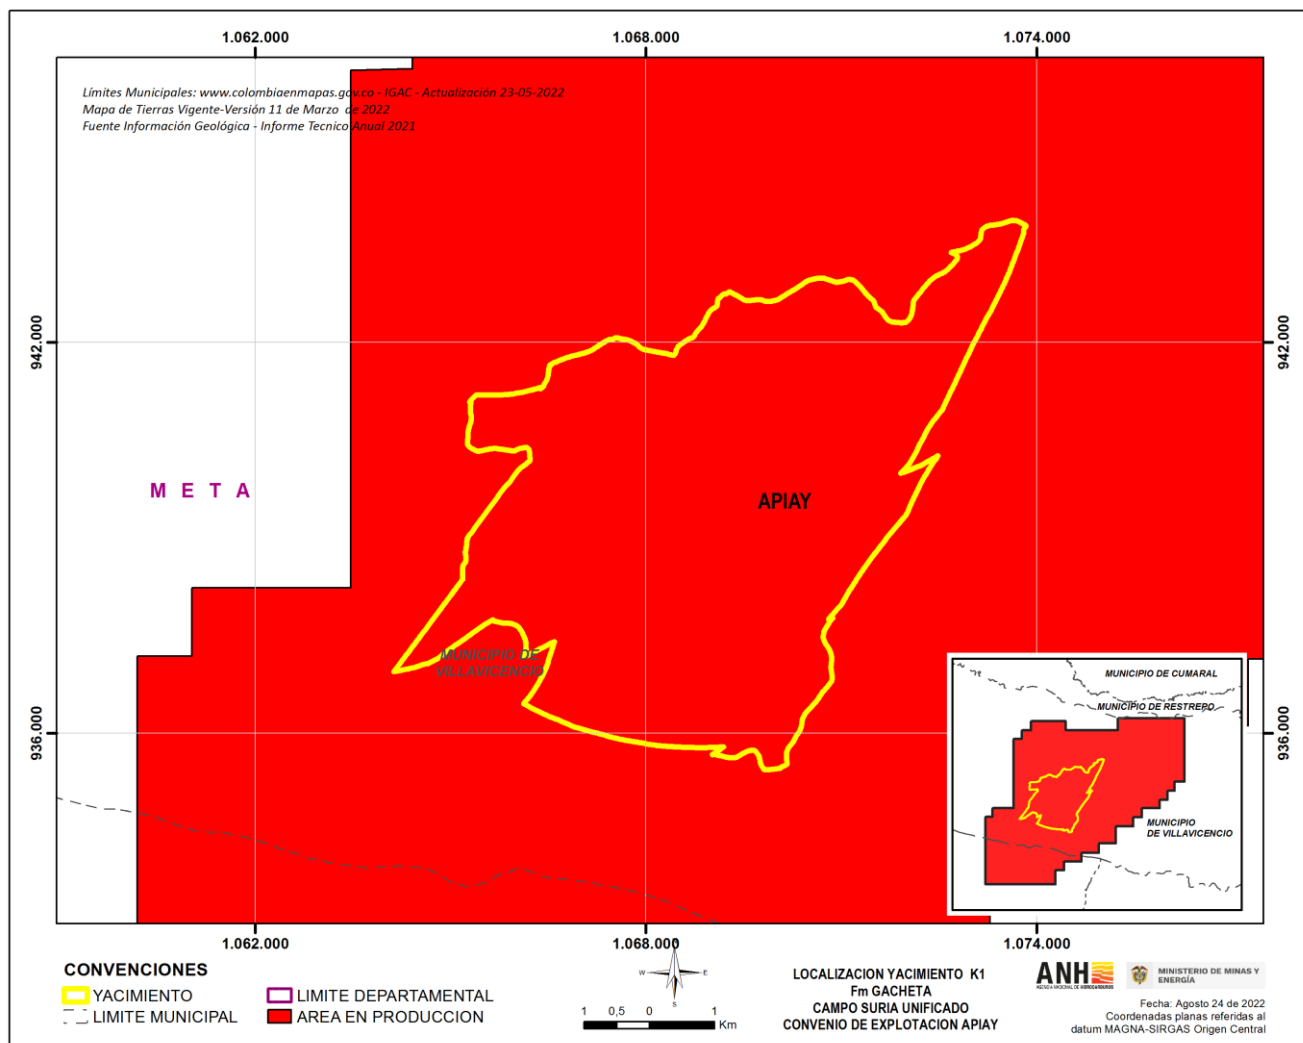 1.062.000
1.068.000
1.074.000
Límites Municipales: www.colombiaenmapas.gov.co - IGAC - Actualización 23-05-2022
Mapa de Tierras Vigente-Versión 11 de Marzo de 2022
Fuente Información Geológica - Informe Tecnico Anual 2021
942.000
942.000
M E T A
APIAY
MUNICIPIO DE
VILLAVICENCIO
MUNICIPIO DE CUMARAL
MUNICIPIO DE RESTREPO
MUNICIPIO
DE VILLAVICENCIO
936.000
936.000
1.062.000
1.068.000
1.074.000
CONVENCIONES
YACIMIENTO
LIMITE DEPARTAMENTAL
LIMITE MUNICIPAL
AREA EN PRODUCCION
N
W
E
S
1 0,5 0 1
Km
LOCALIZACION YACIMIENTO K1
Fm GACHETA
CAMPO SURIA UNIFICADO
CONVENIO DE EXPLOTACION APIAY
ANH
AGENCIA NACIONAL DE HIDROCARBUROS
MINISTERIO DE MINAS Y
ENERGÍA
Fecha: Agosto 24 de 2022
Coordenadas planas referidas al
datum MAGNA-SIRGAS Origen Central